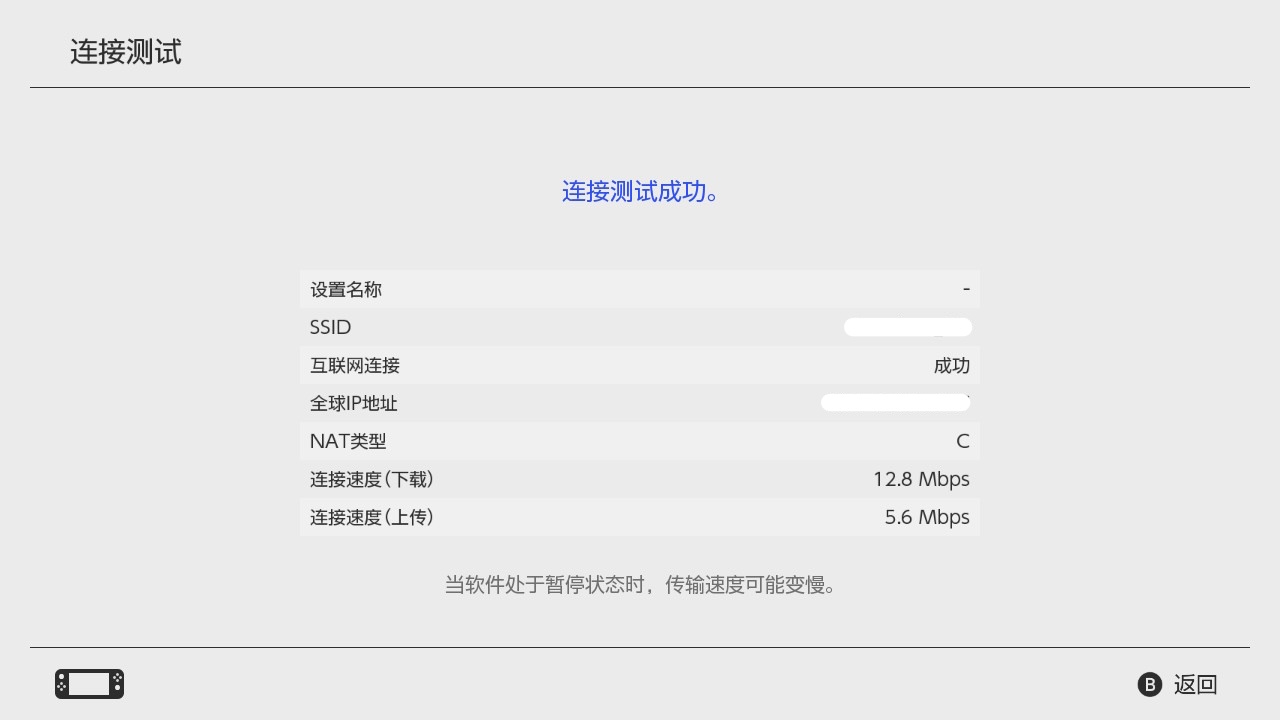 连接测试
连接测试成功。
设置名称 -
SSID
互联网连接 成功
全球IP地址
NAT类型 C
连接速度(下载) 12.8 Mbps
连接速度(上传) 5.6 Mbps
当软件处于暂停状态时，传输速度可能变慢。
B 返回